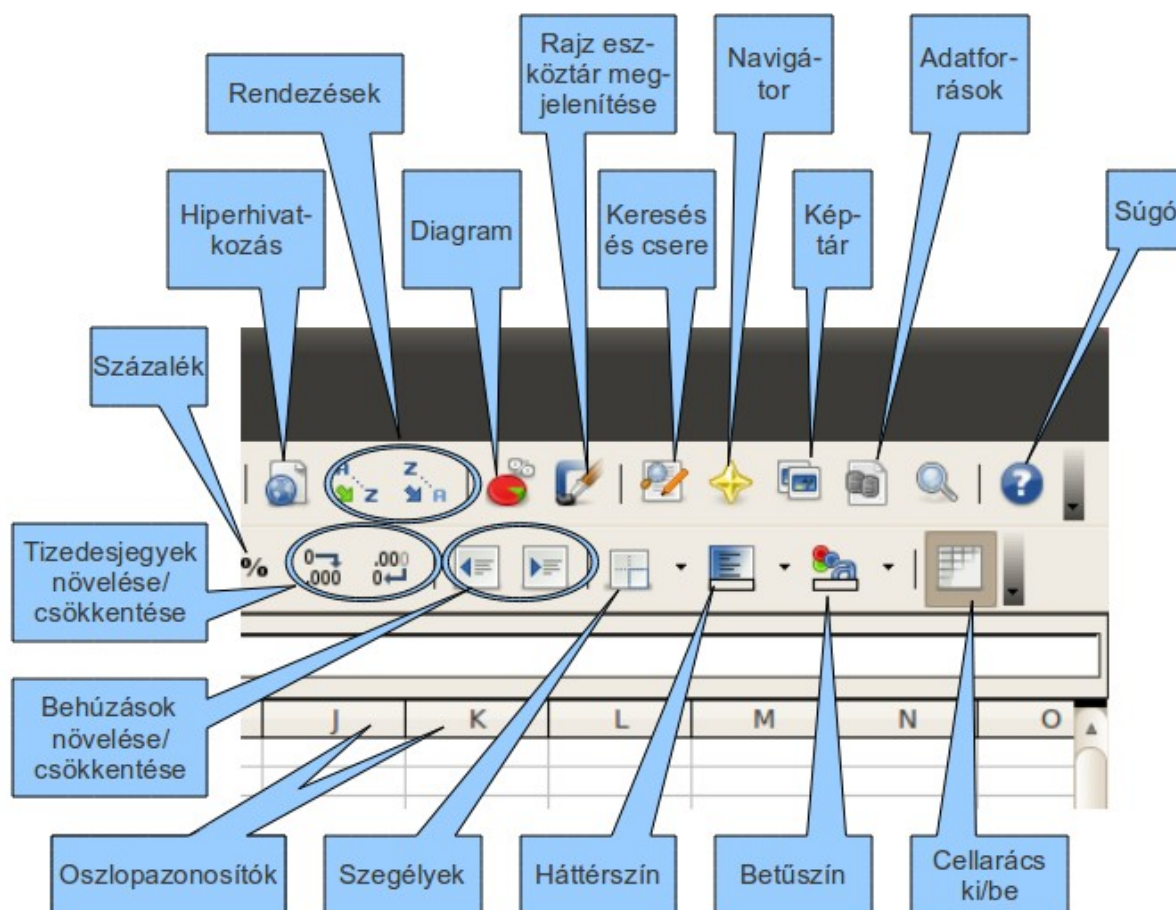 Rajz esz-
köztár meg-
jelenítése
Navigá-
tor
Adatfor-
rások
Rendezések
Hiperhivat-
kozás
Diagram
Keresés
és csere
Kép-
tár
Súgó
Százalék
A
Z
Z
A
?
Tizedesjegyek
növelése/
csökkentése
%
0
.000
.000
0
a
Behúzások
növelése/
csökkentése
J K L M N O
Oszlopazonosítók
Szegélyek
Háttérszín
Betűszín
Cellarács
ki/be